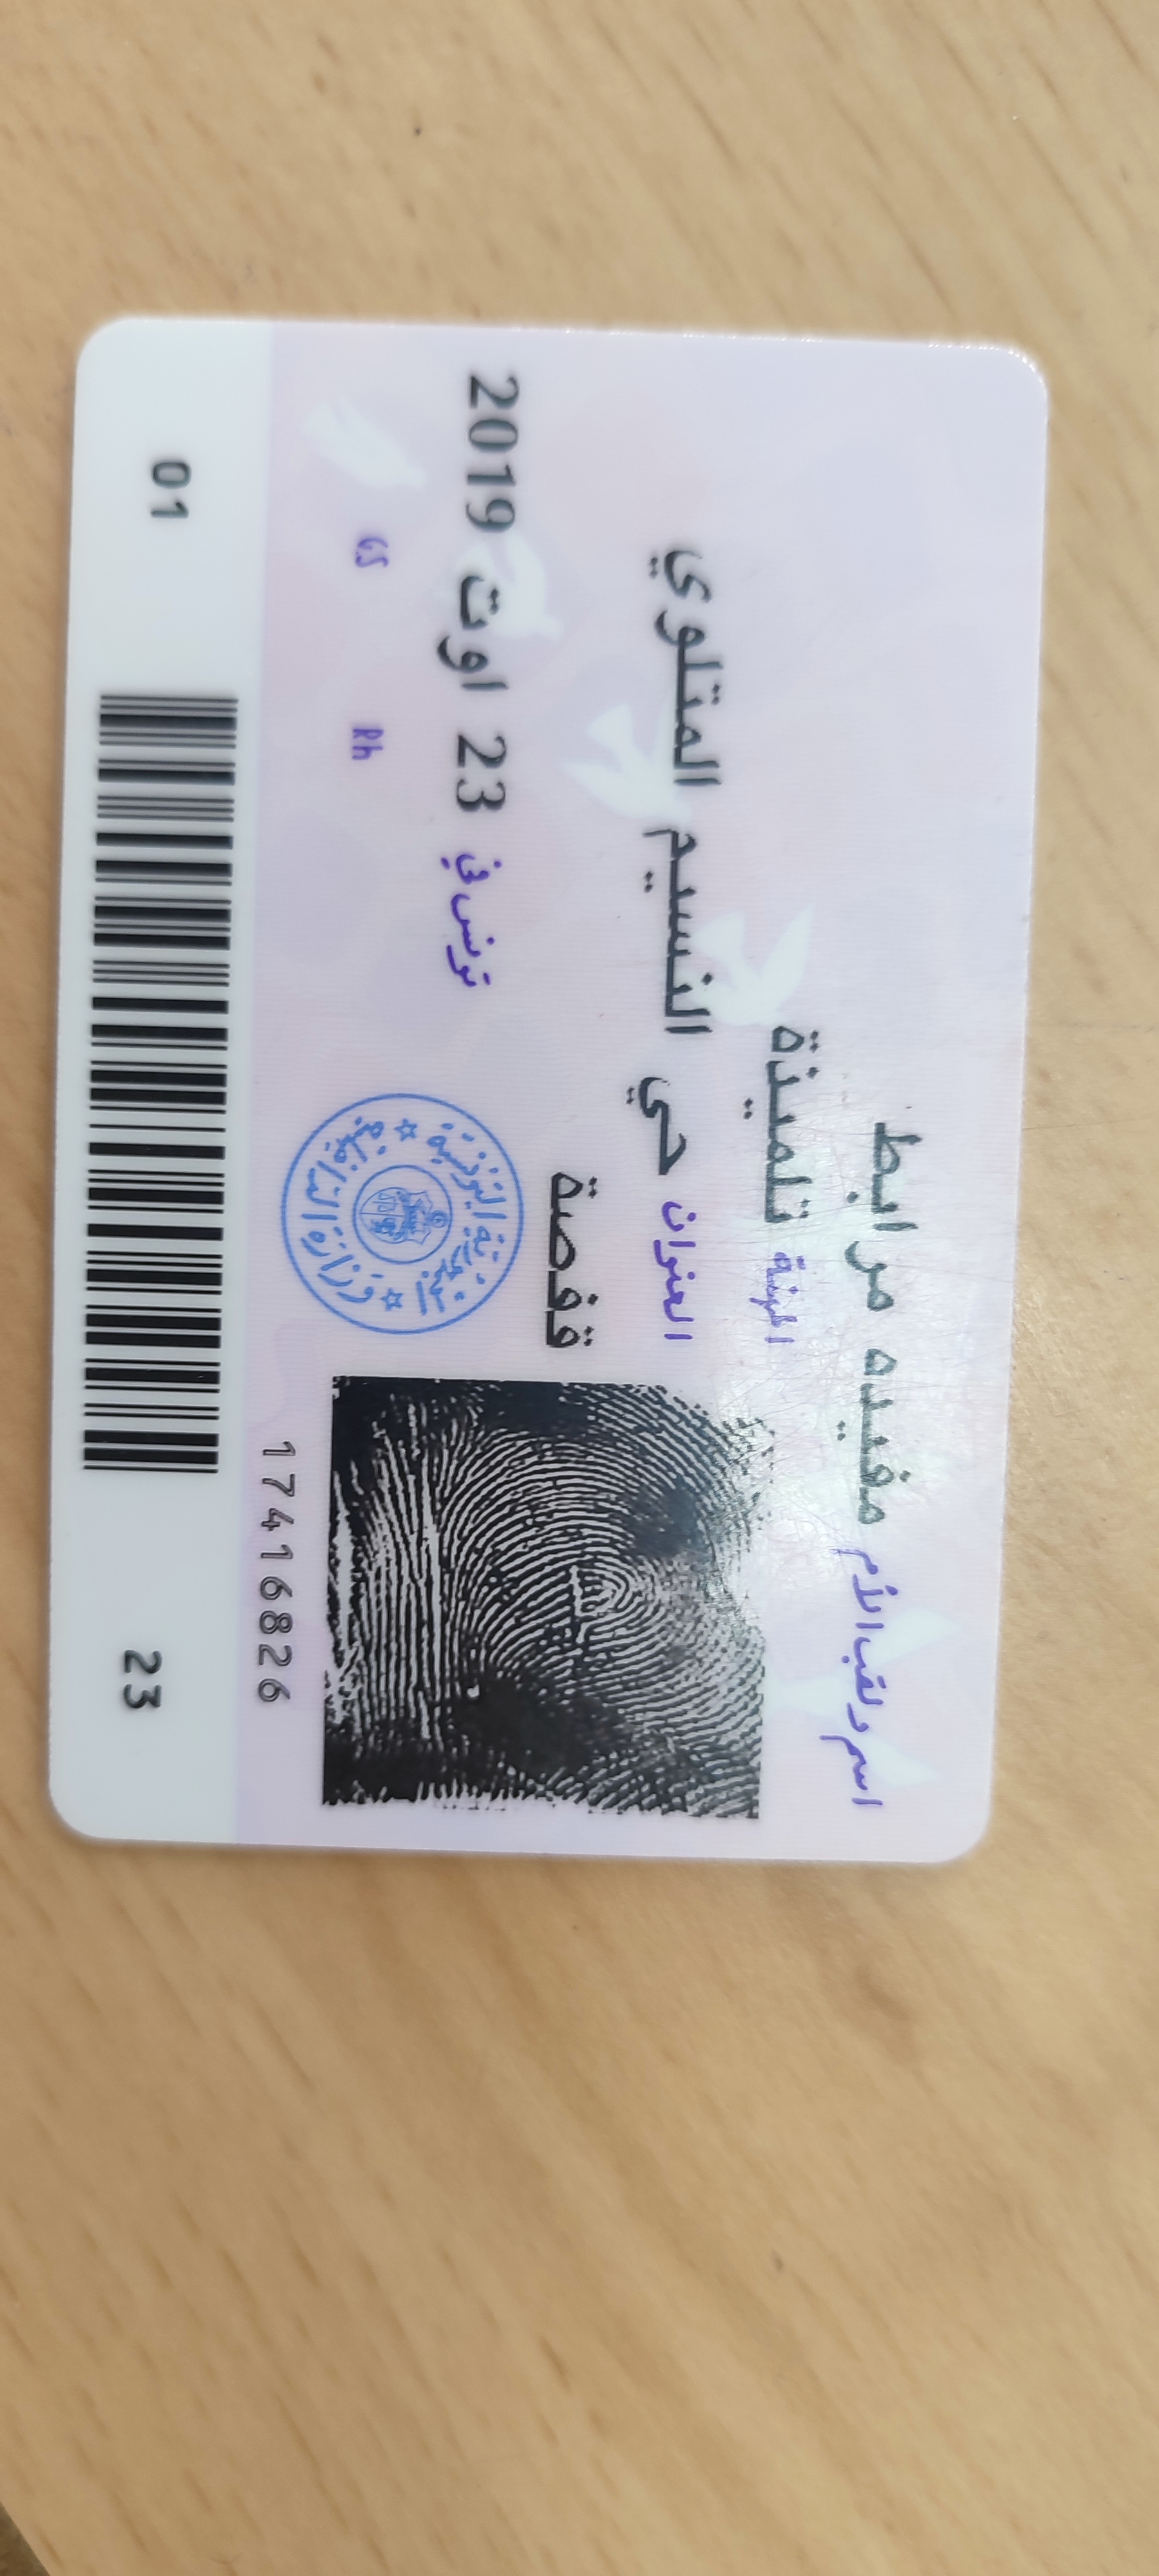 اسم ولقب الأم مفيده مرابط
المهنة تلميذة
العنوان حي النسيم المتلوي
قفصة
تونس في 23 اوت 2019
GS Rh
الجمهورية التونسية
وزارة الداخلية
17416826
01 23